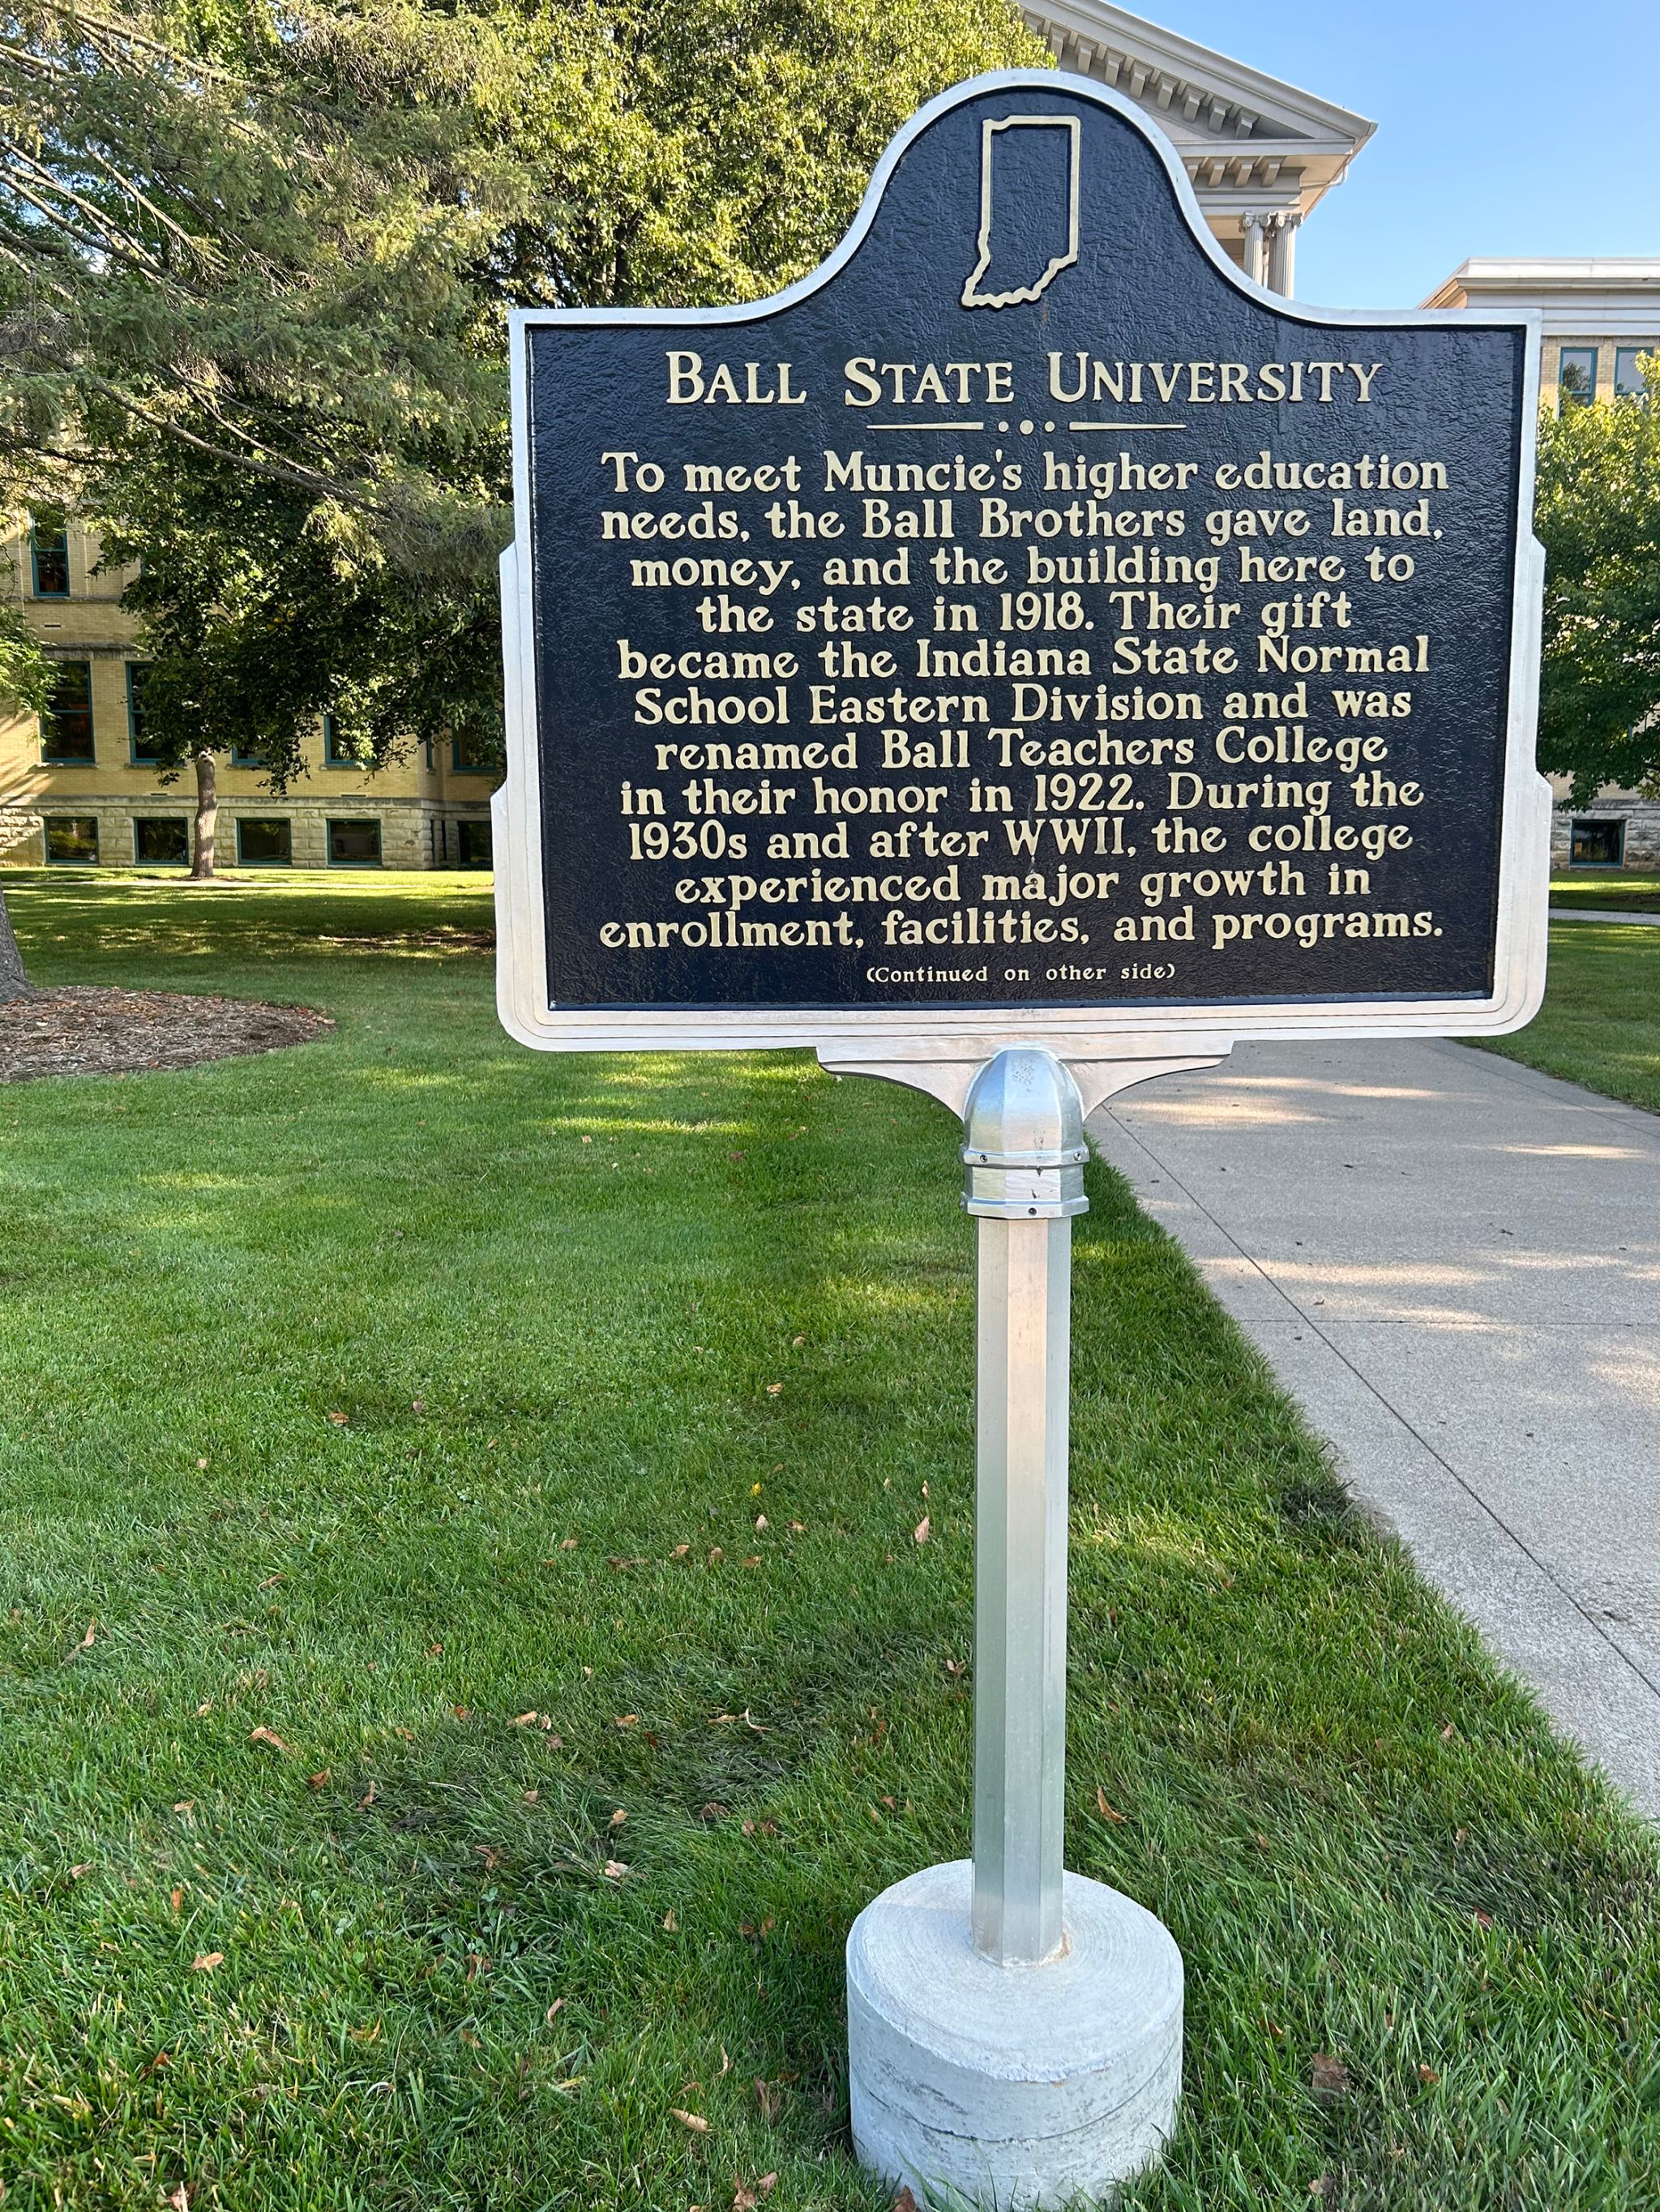 BALL STATE UNIVERSITY
To meet Muncie's higher education
needs, the Ball Brothers gave land,
money, and the building here to
the state in 1918. Their gift
became the Indiana State Normal
School Eastern Division and was
renamed Ball Teachers College
in their honor in 1922. During the
1930s and after WWII, the college
experienced major growth in
enrollment, facilities, and programs.
(Continued on other side)